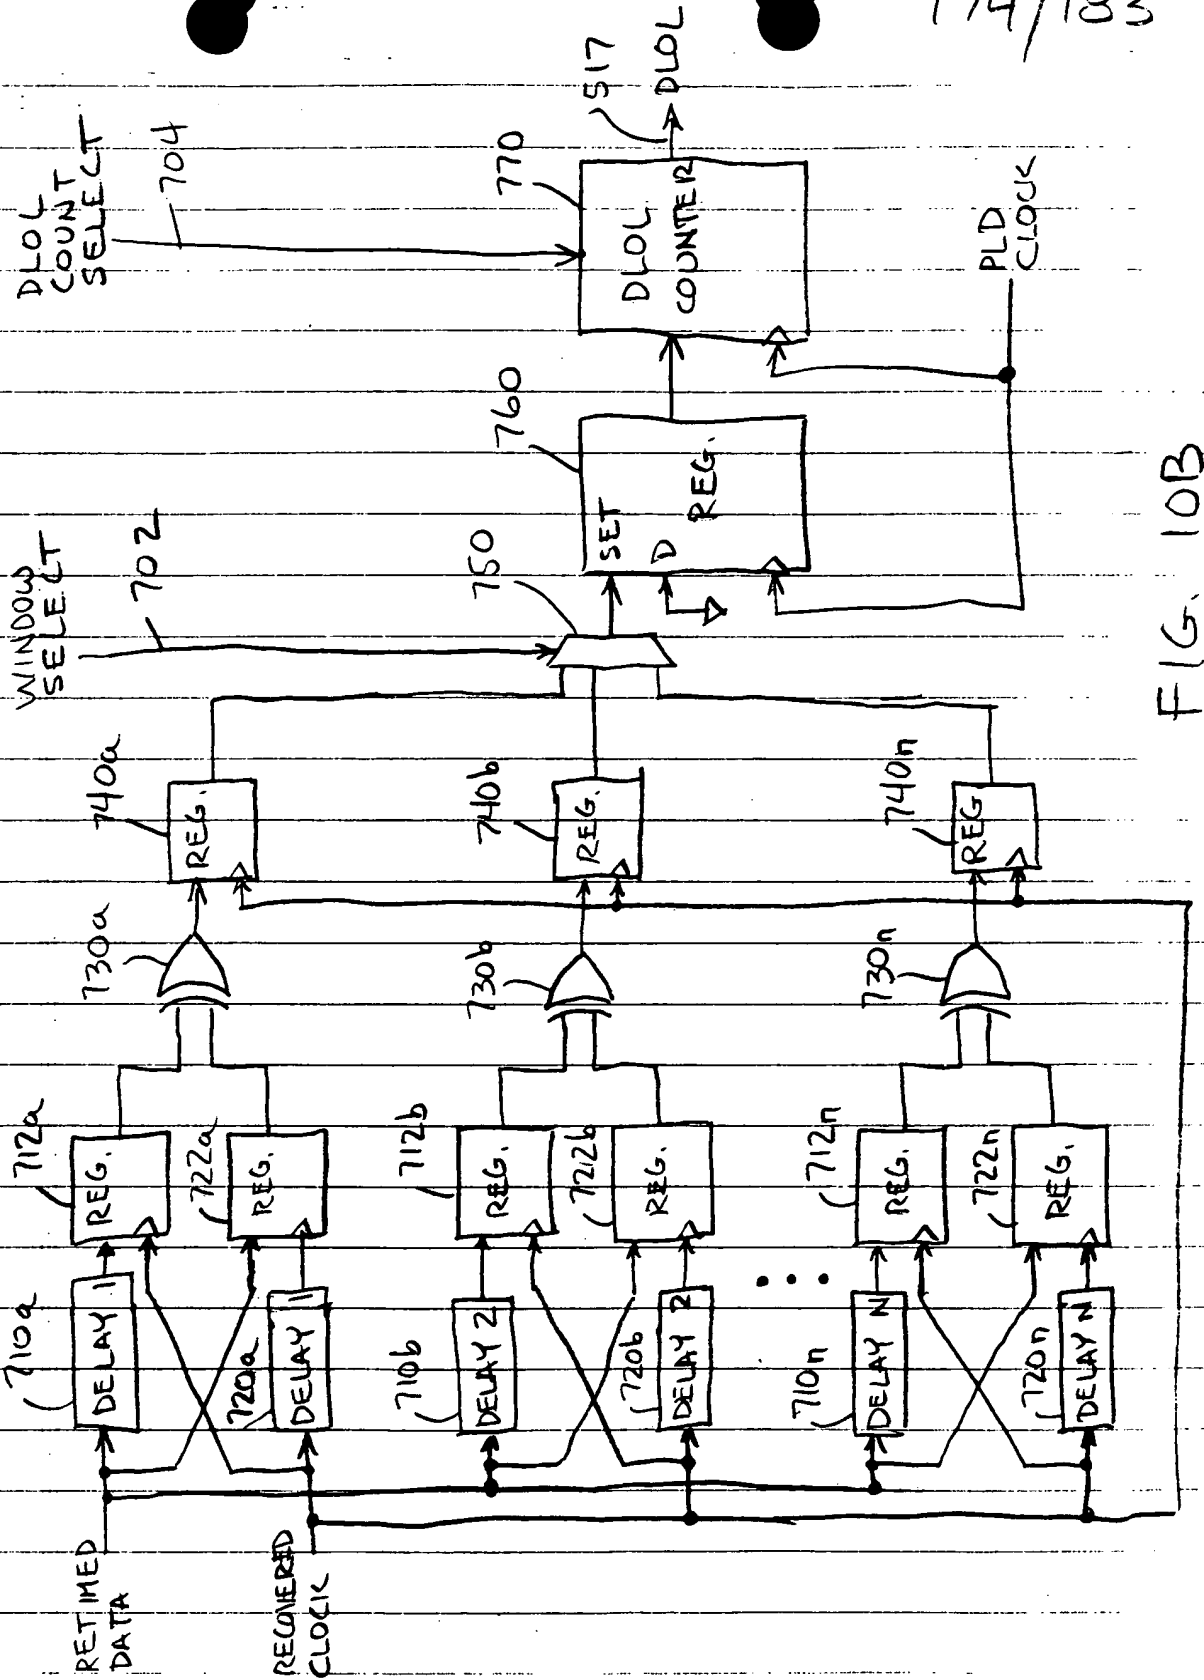 174/183
RETIMED
DATA
RECOVERED
CLOCK
710a
DELAY 1
720a
DELAY 1
710b
DELAY 2
720b
DELAY 2
710n
DELAY N
720n
DELAY N
712a
REG.
722a
REG.
712b
REG.
722b
REG.
712n
REG.
722n
REG.
730a
730b
730n
740a
REG.
740b
REG.
740n
REG
WINDOW
SELECT
702
750
SET
D
REG.
760
DLOL
COUNT
SELECT
704
DLOL
COUNTER
770
517
DLOL
PLD
CLOCK
FIG. 10B